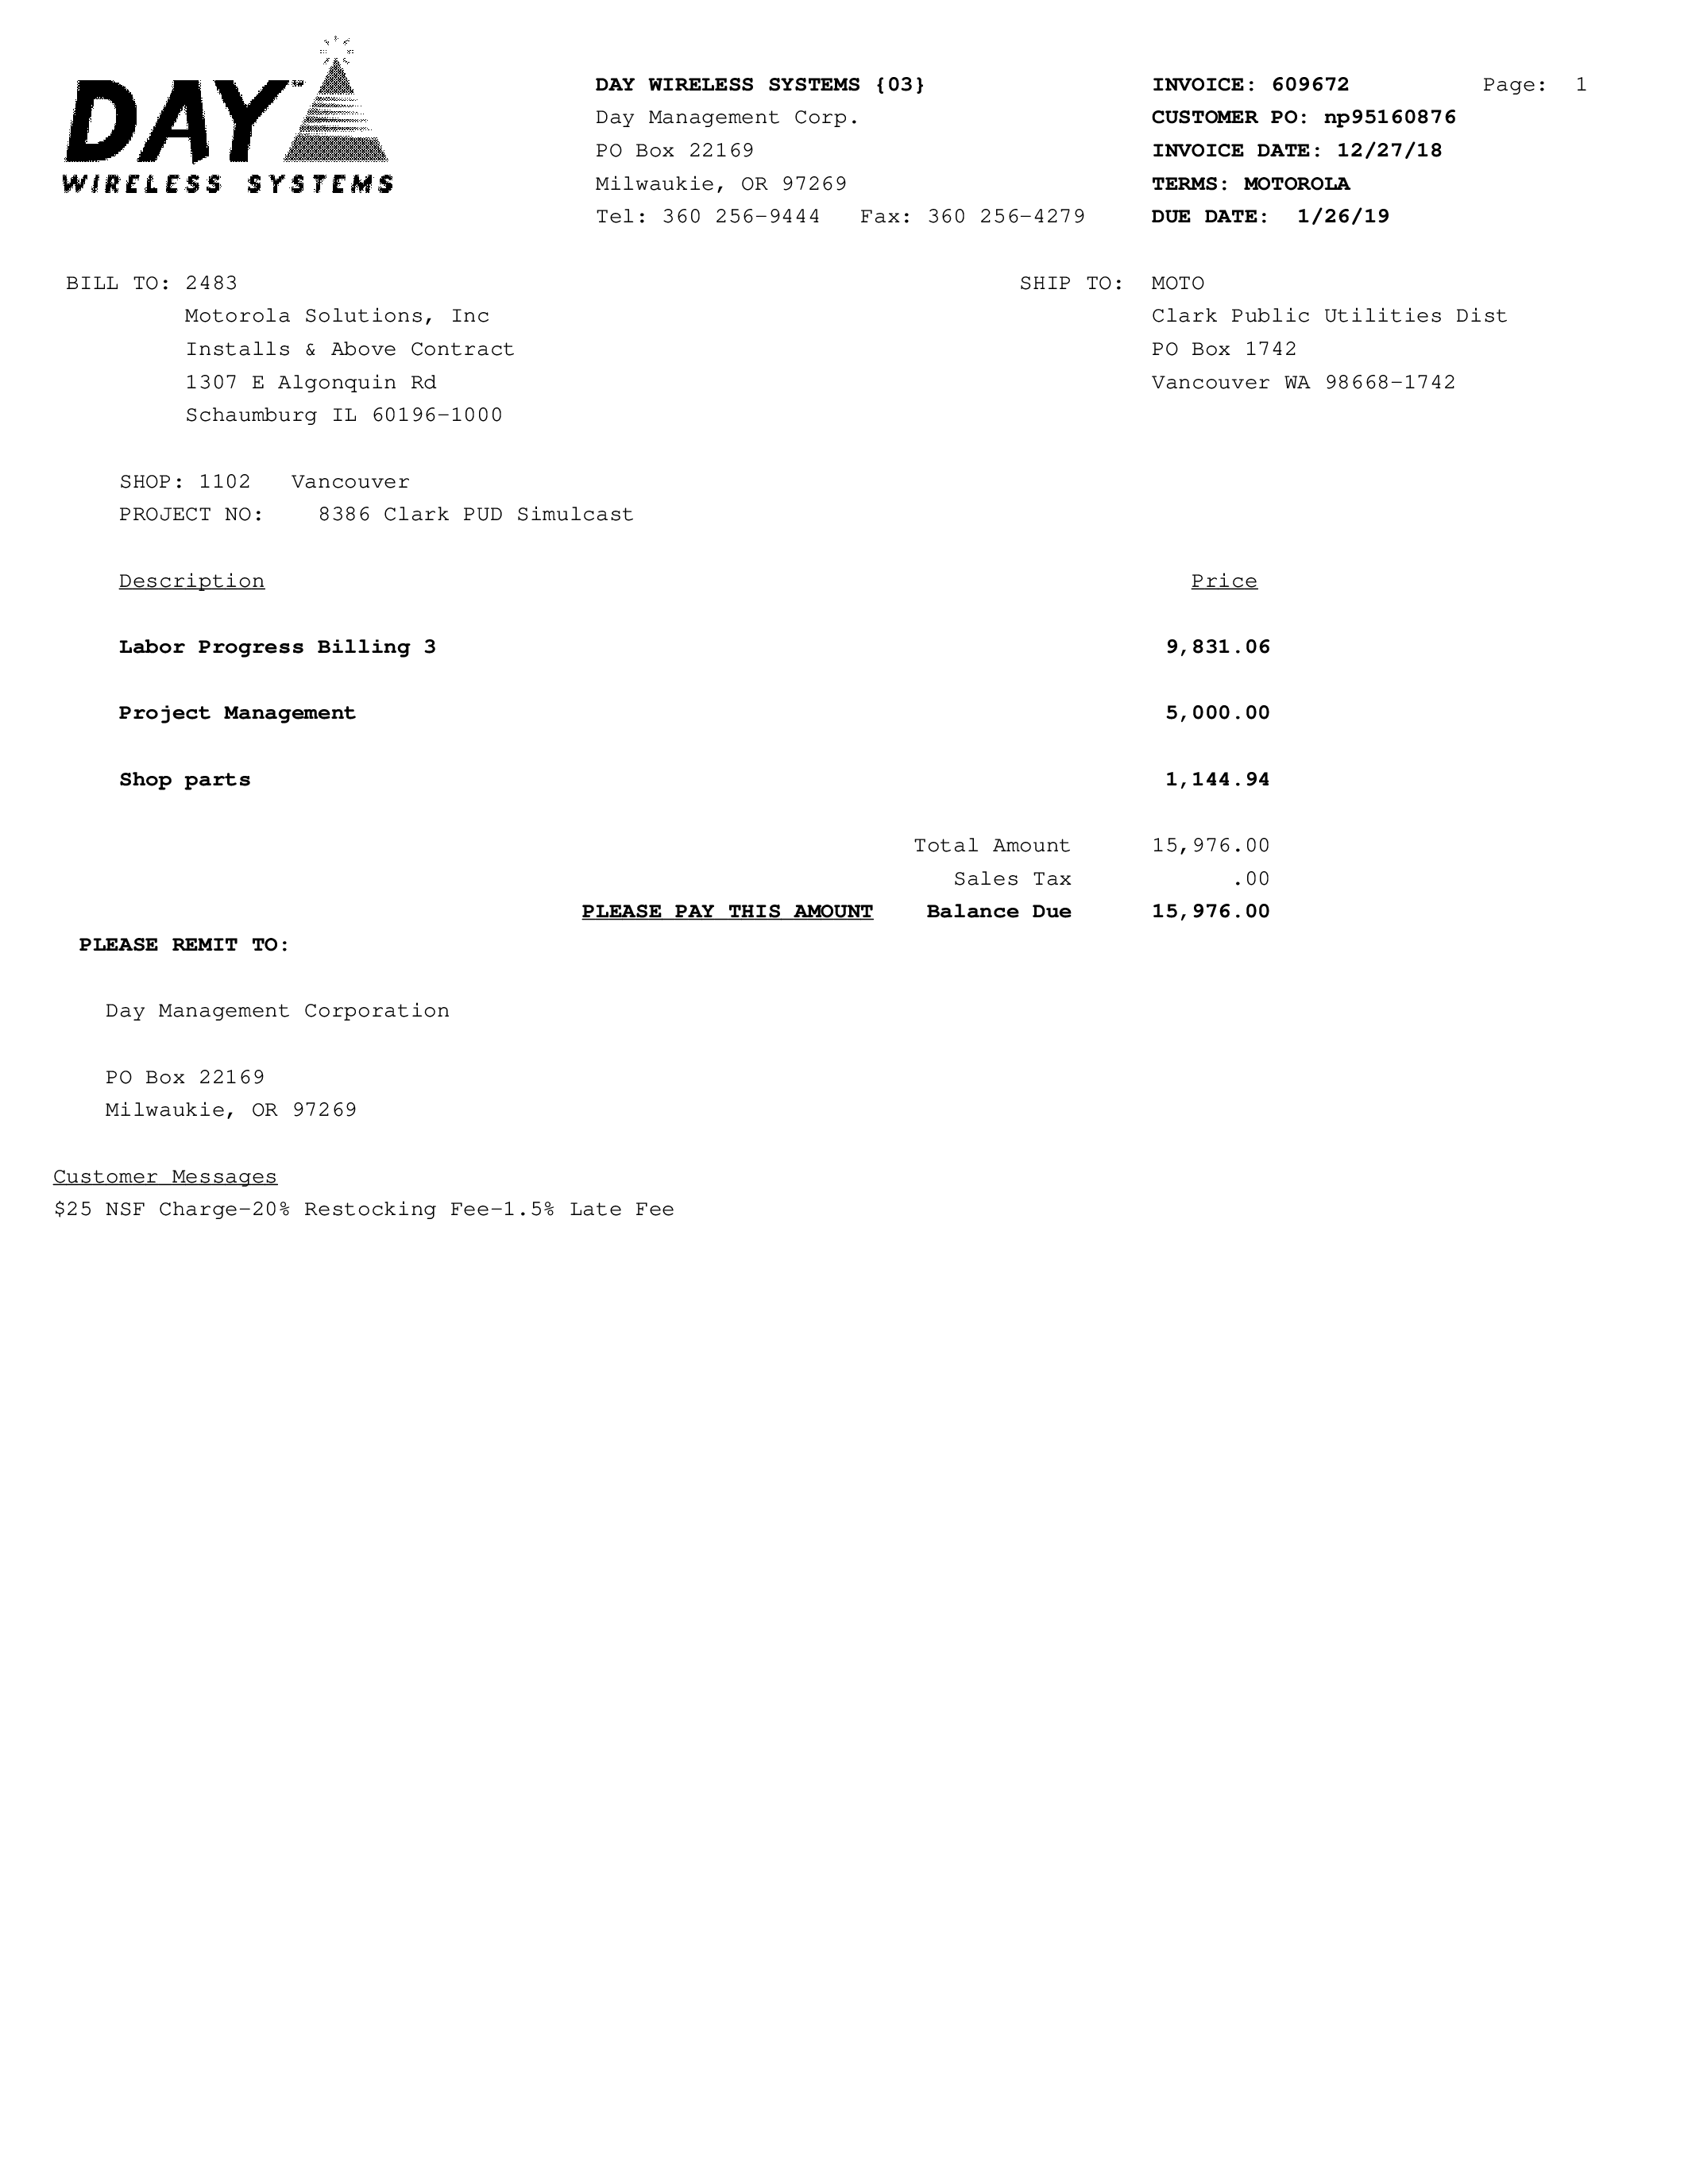 DAY™
WIRELESS SYSTEMS
DAY WIRELESS SYSTEMS {03}
Day Management Corp.
PO Box 22169
Milwaukie, OR 97269
Tel: 360 256-9444 Fax: 360 256-4279
INVOICE: 609672 Page: 1
CUSTOMER PO: np95160876
INVOICE DATE: 12/27/18
TERMS: MOTOROLA
DUE DATE: 1/26/19
BILL TO: 2483
Motorola Solutions, Inc
Installs & Above Contract
1307 E Algonquin Rd
Schaumburg IL 60196-1000
SHIP TO: MOTO
Clark Public Utilities Dist
PO Box 1742
Vancouver WA 98668-1742
SHOP: 1102 Vancouver
PROJECT NO: 8386 Clark PUD Simulcast
Description Price
Labor Progress Billing 3 9,831.06
Project Management 5,000.00
Shop parts 1,144.94
Total Amount 15,976.00
Sales Tax .00
PLEASE PAY THIS AMOUNT Balance Due 15,976.00
PLEASE REMIT TO:
Day Management Corporation
PO Box 22169
Milwaukie, OR 97269
Customer Messages
$25 NSF Charge-20% Restocking Fee-1.5% Late Fee